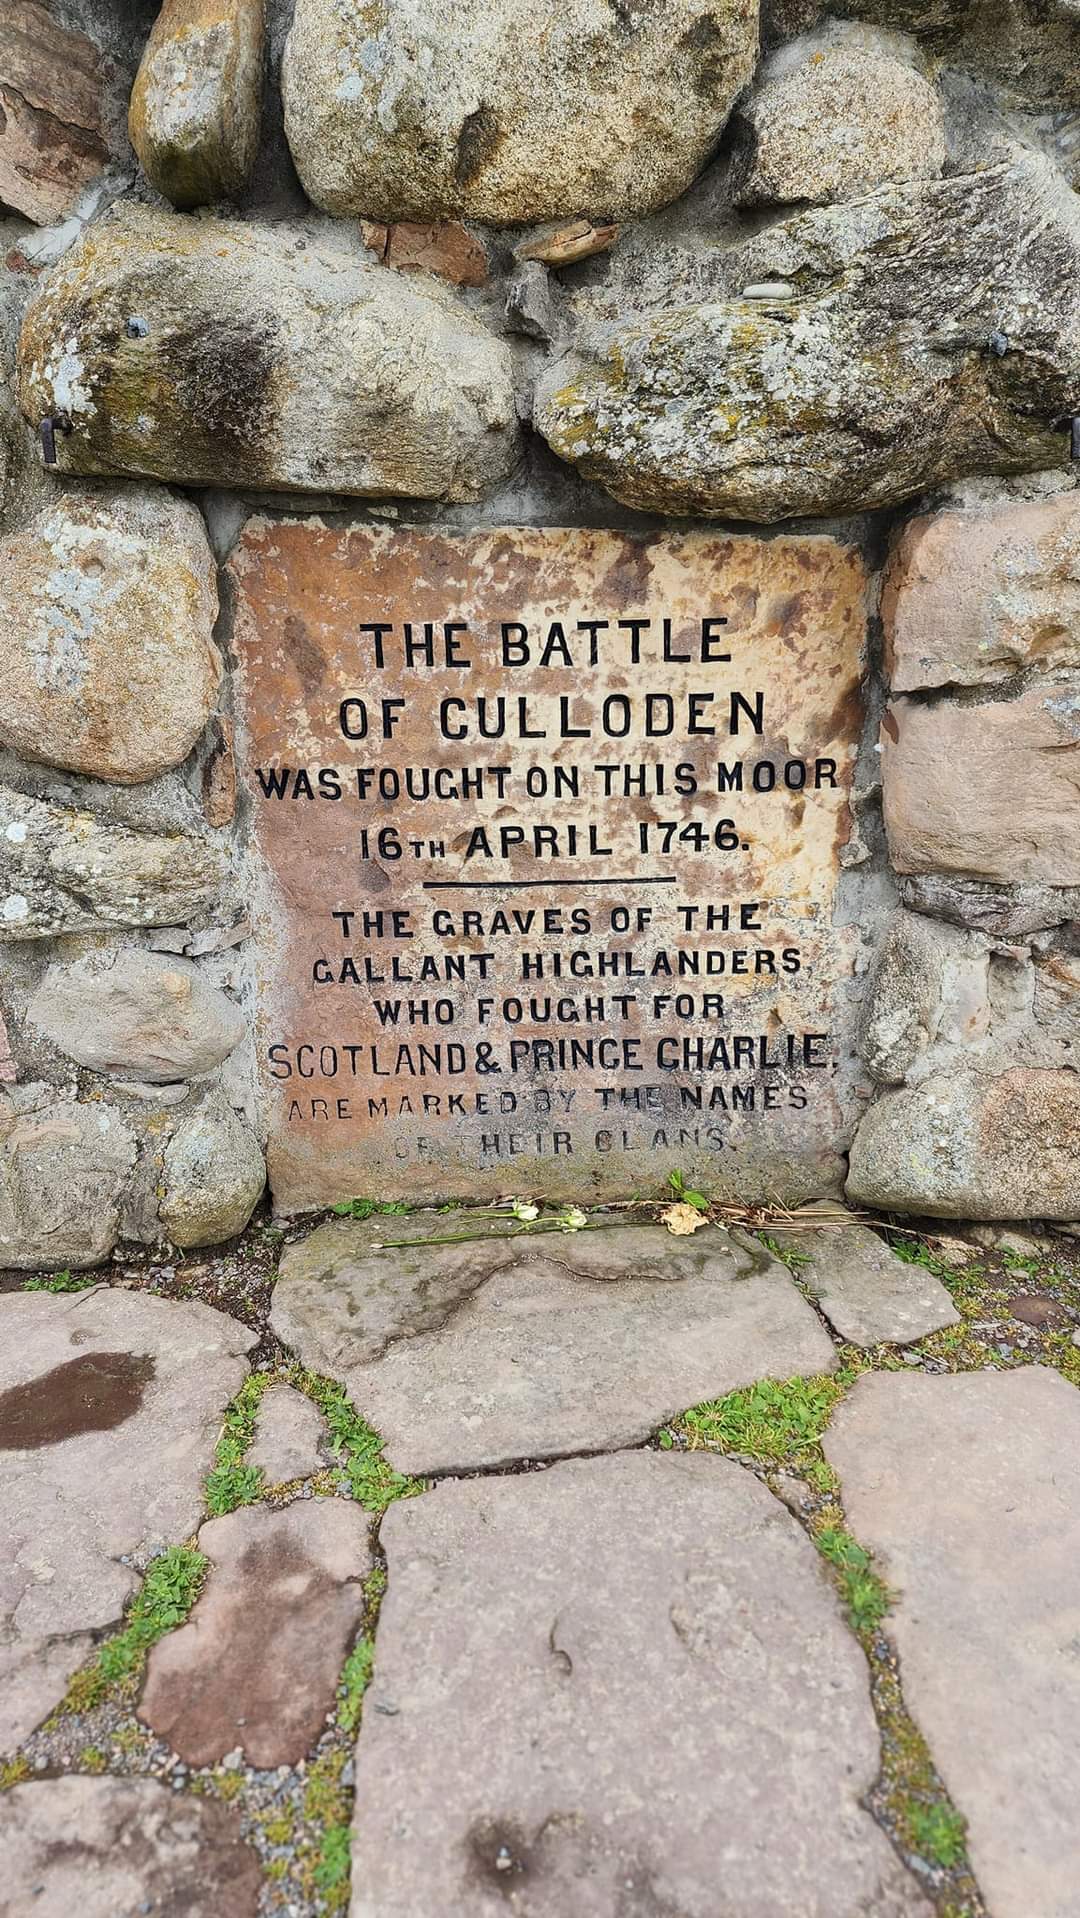 THE BATTLE
OF CULLODEN
WAS FOUGHT ON THIS MOOR
16TH APRIL 1746.
THE GRAVES OF THE
GALLANT HIGHLANDERS,
WHO FOUGHT FOR
SCOTLAND & PRINCE CHARLIE,
ARE MARKED BY THE NAMES
OF THEIR CLANS.